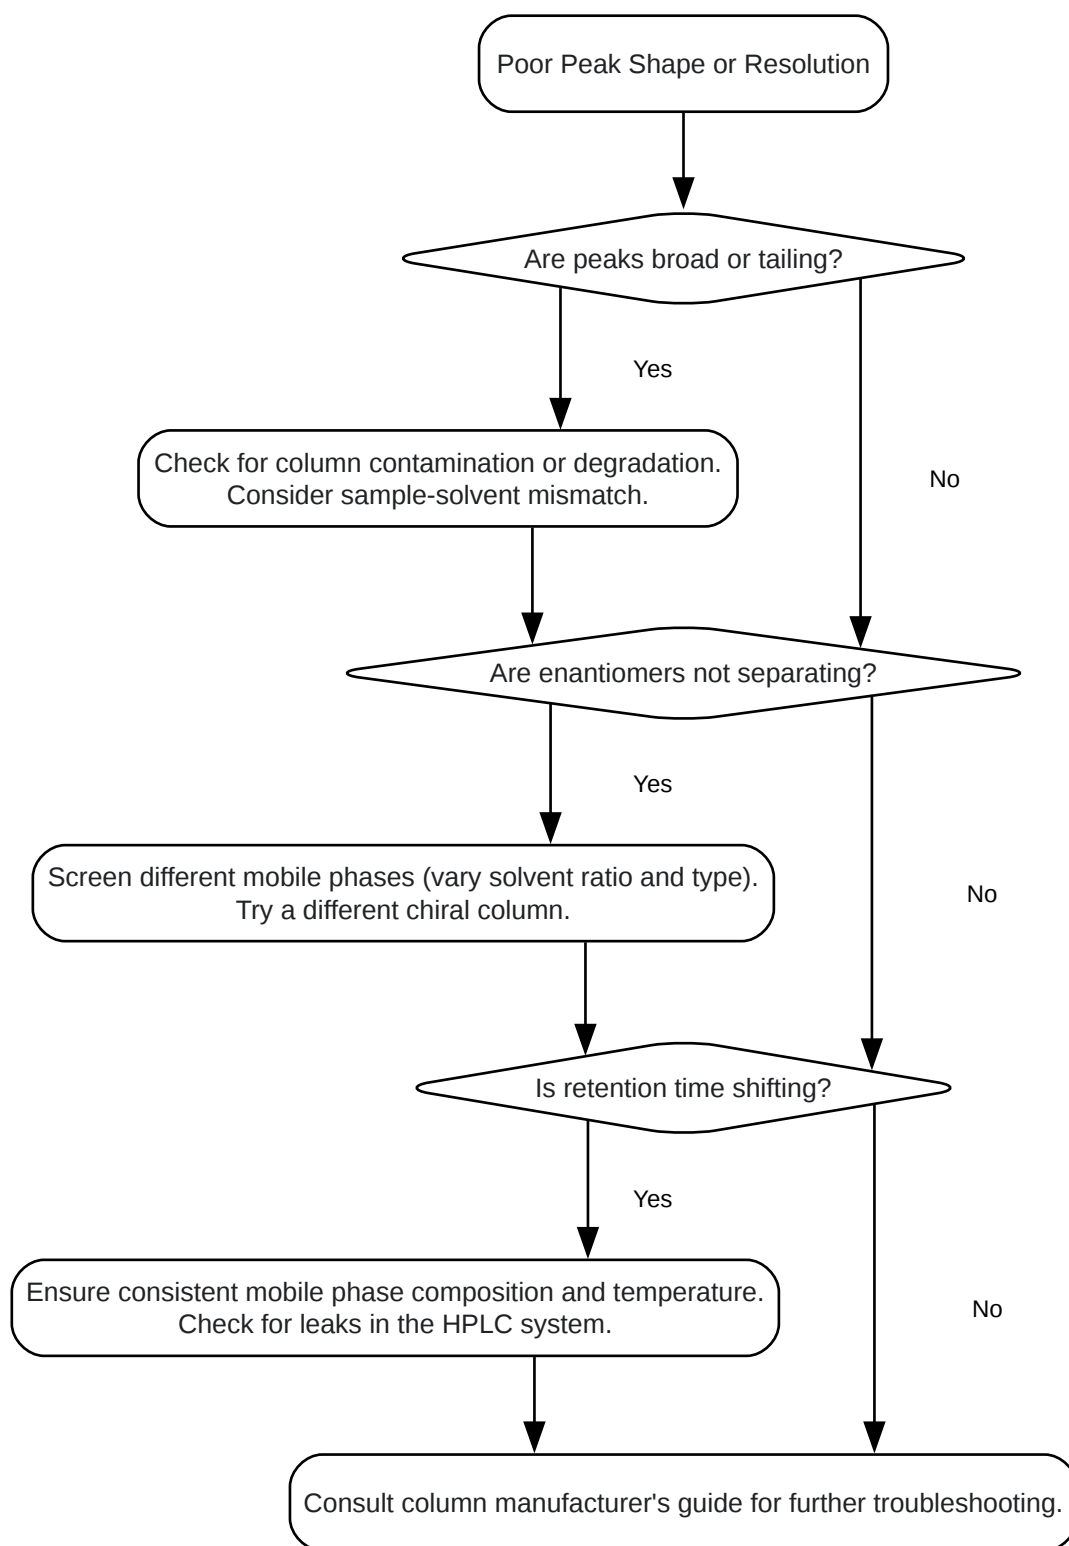 Poor Peak Shape or Resolution
Are peaks broad or tailing?
Yes
Check for column contamination or degradation.
Consider sample-solvent mismatch.
No
Are enantiomers not separating?
Yes
Screen different mobile phases (vary solvent ratio and type).
Try a different chiral column.
No
Is retention time shifting?
Yes
Ensure consistent mobile phase composition and temperature.
Check for leaks in the HPLC system.
No
Consult column manufacturer's guide for further troubleshooting.